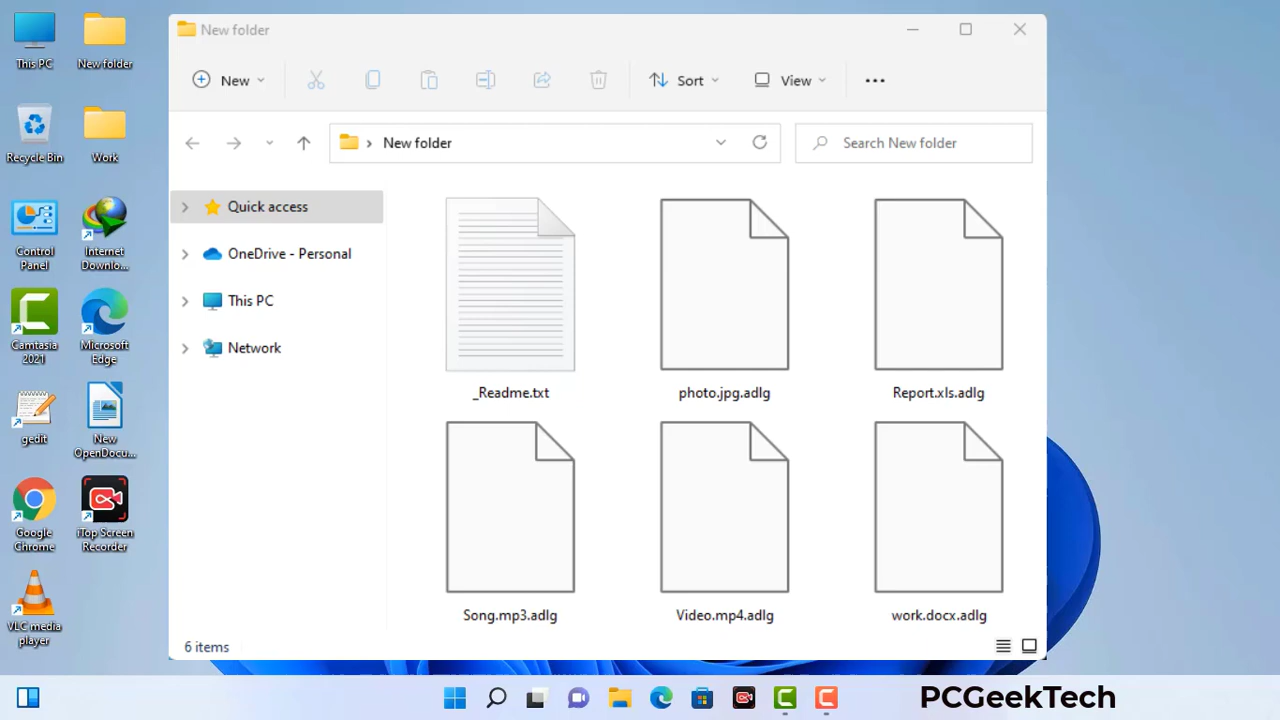 This PC
New folder
Recycle Bin
Work
Control
Panel
Internet
Downlo...
Camtasia
2021
Microsoft
Edge
gedit
New
OpenDocu...
Google
Chrome
iTop Screen
Recorder
VLC media
player
New folder
New
Sort
View
New folder
Search New folder
Quick access
OneDrive - Personal
This PC
Network
_Readme.txt
photo.jpg.adlg
Report.xls.adlg
Song.mp3.adlg
Video.mp4.adlg
work.docx.adlg
6 items
PCGeekTech